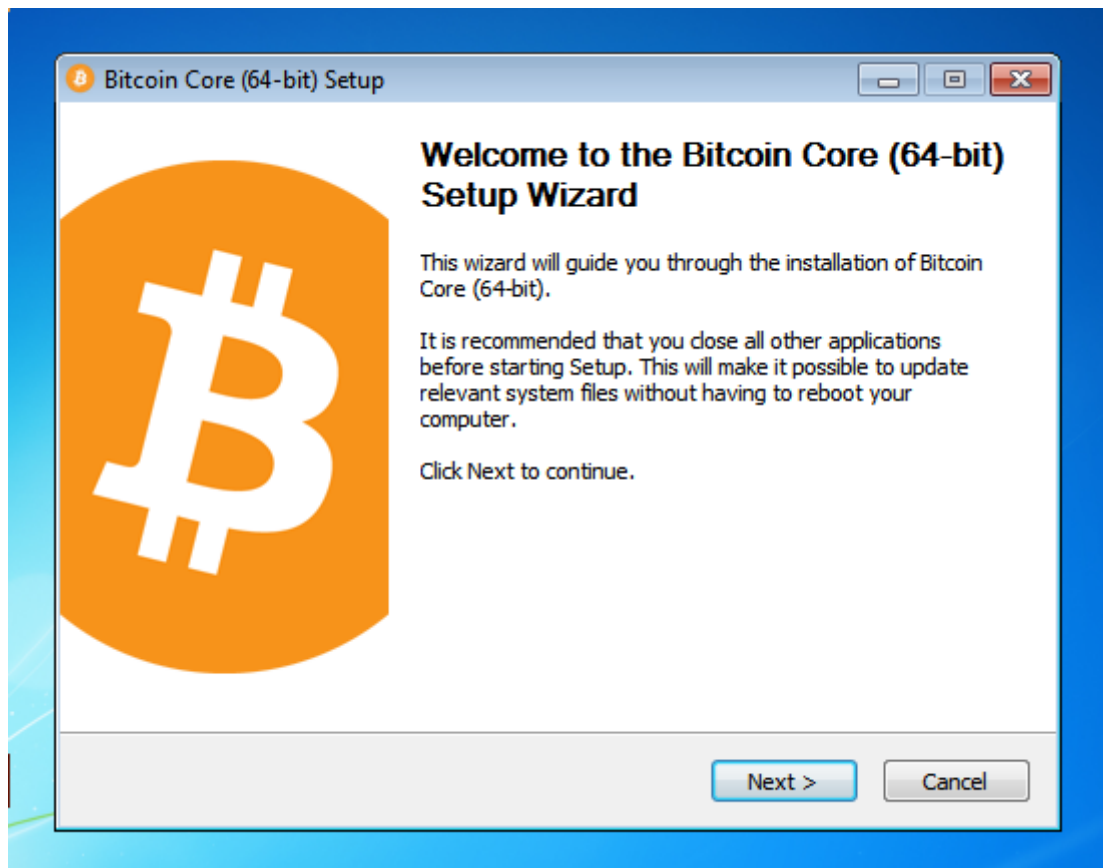 Bitcoin Core (64-bit) Setup
Welcome to the Bitcoin Core (64-bit)
Setup Wizard
This wizard will guide you through the installation of Bitcoin
Core (64-bit).
It is recommended that you close all other applications
before starting Setup. This will make it possible to update
relevant system files without having to reboot your
computer.
Click Next to continue.
Next >
Cancel